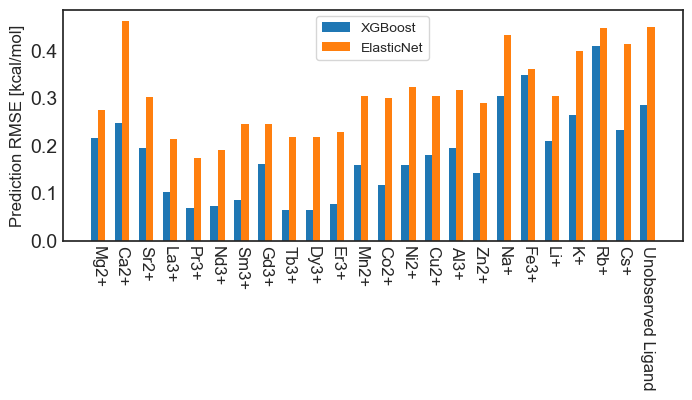 Prediction RMSE [kcal/mol]
0.4
0.3
0.2
0.1
0.0
XGBoost
ElasticNet
Mg2+
Ca2+
Sr2+
La3+
Pr3+
Nd3+
Sm3+
Gd3+
Tb3+
Dy3+
Er3+
Mn2+
Co2+
Ni2+
Cu2+
Al3+
Zn2+
Na+
Fe3+
Li+
K+
Rb+
Cs+
Unobserved Ligand